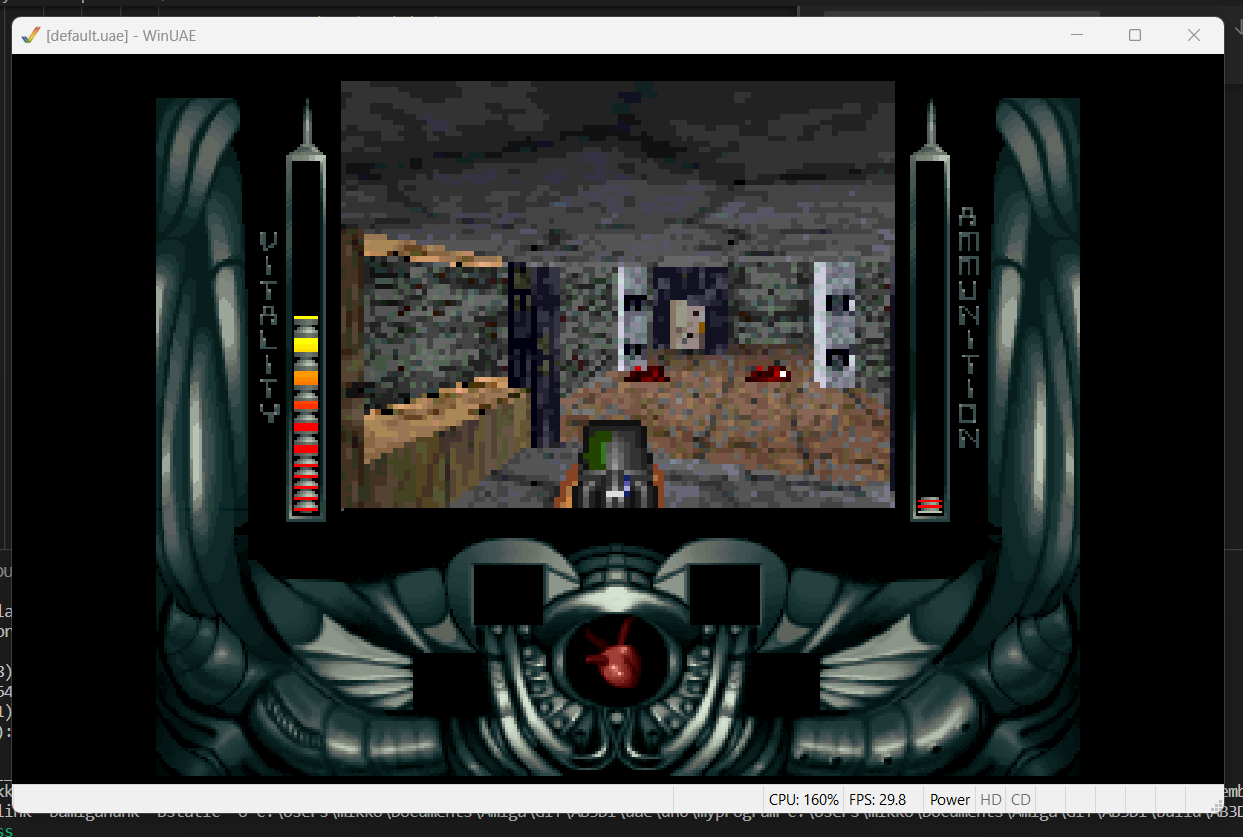 [default.uae] - WinUAE
VITALITY
AMMUNITION
CPU: 160%
FPS: 29.8
Power
HD
CD